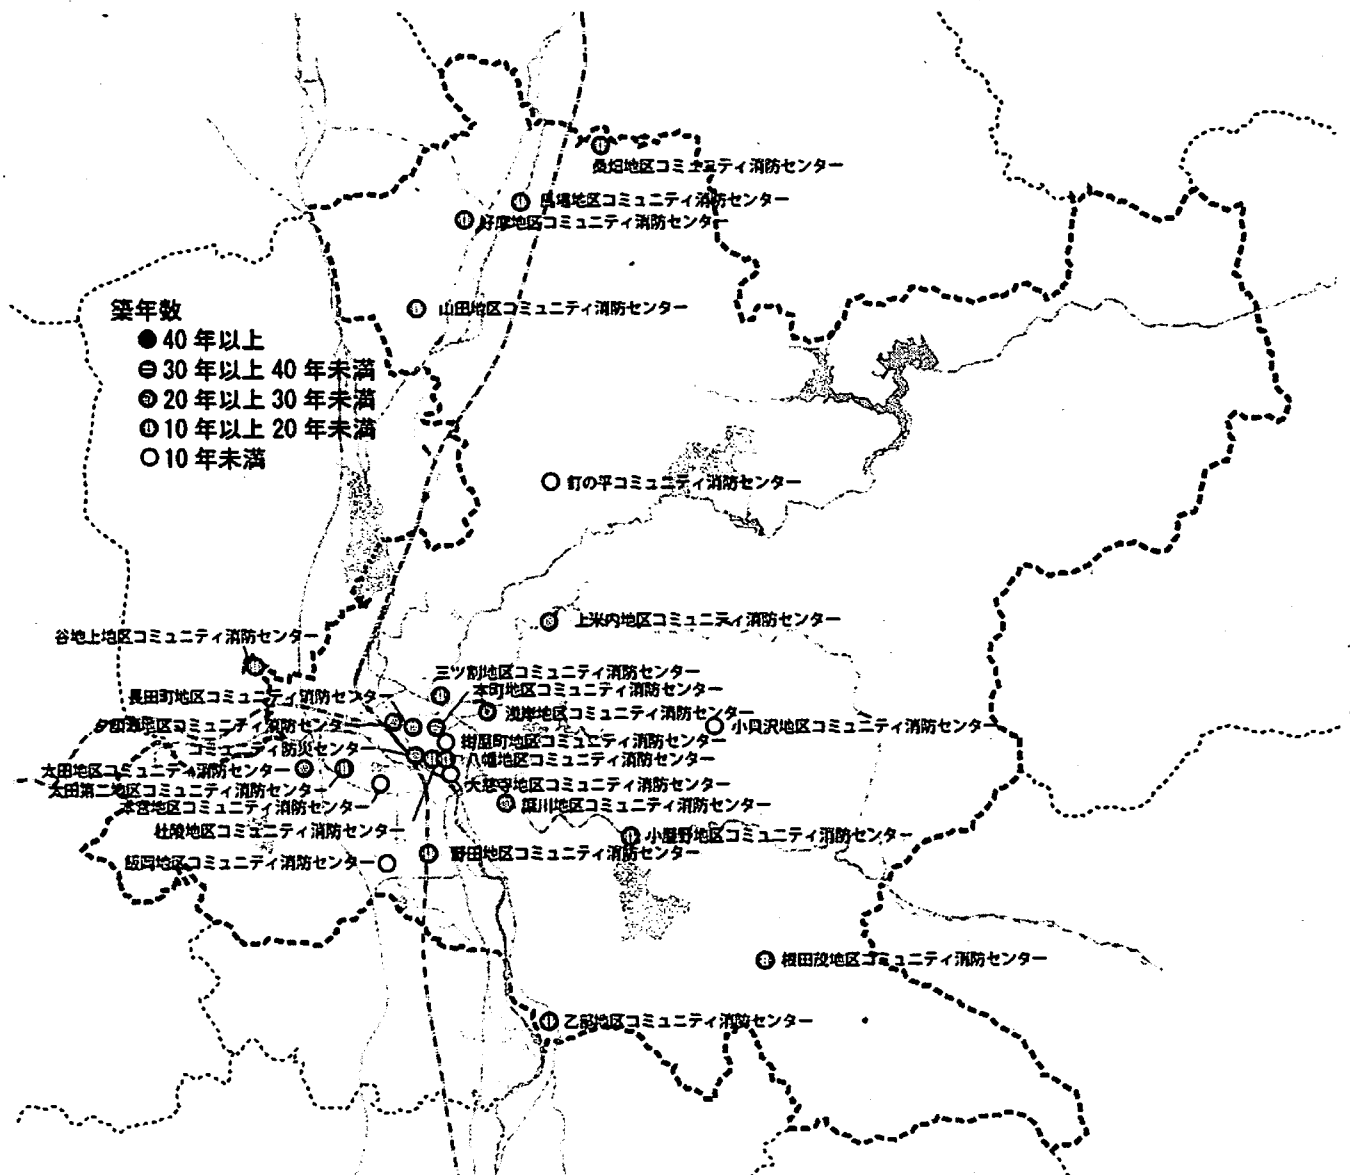 桑畑地区コミュニティ消防センター
馬場地区コミュニティ消防センター
好摩地区コミュニティ消防センター
山田地区コミュニティ消防センター
築年数
40年以上
30年以上40年未満
20年以上30年未満
10年以上20年未満
10年未満
釘の平コミュニティ消防センター
上米内地区コミュニティ消防センター
谷地上地区コミュニティ消防センター
三ツ割地区コミュニティ消防センター
本町地区コミュニティ消防センター
長田町地区コミュニティ消防センター
浅岸地区コミュニティ消防センター
地区コミュニティ消防センター
小貝沢地区コミュニティ消防センター
紺屋町地区コミュニティ消防センター
コミュニティ防災センター
八幡地区コミュニティ消防センター
太田地区コミュニティ消防センター
大慈寺地区コミュニティ消防センター
太田第二地区コミュニティ消防センター
本宮地区コミュニティ消防センター
簗川地区コミュニティ消防センター
杜陵地区コミュニティ消防センター
小屋野地区コミュニティ消防センター
野田地区コミュニティ消防センター
飯岡地区コミュニティ消防センター
根田茂地区コミュニティ消防センター
乙部地区コミュニティ消防センター